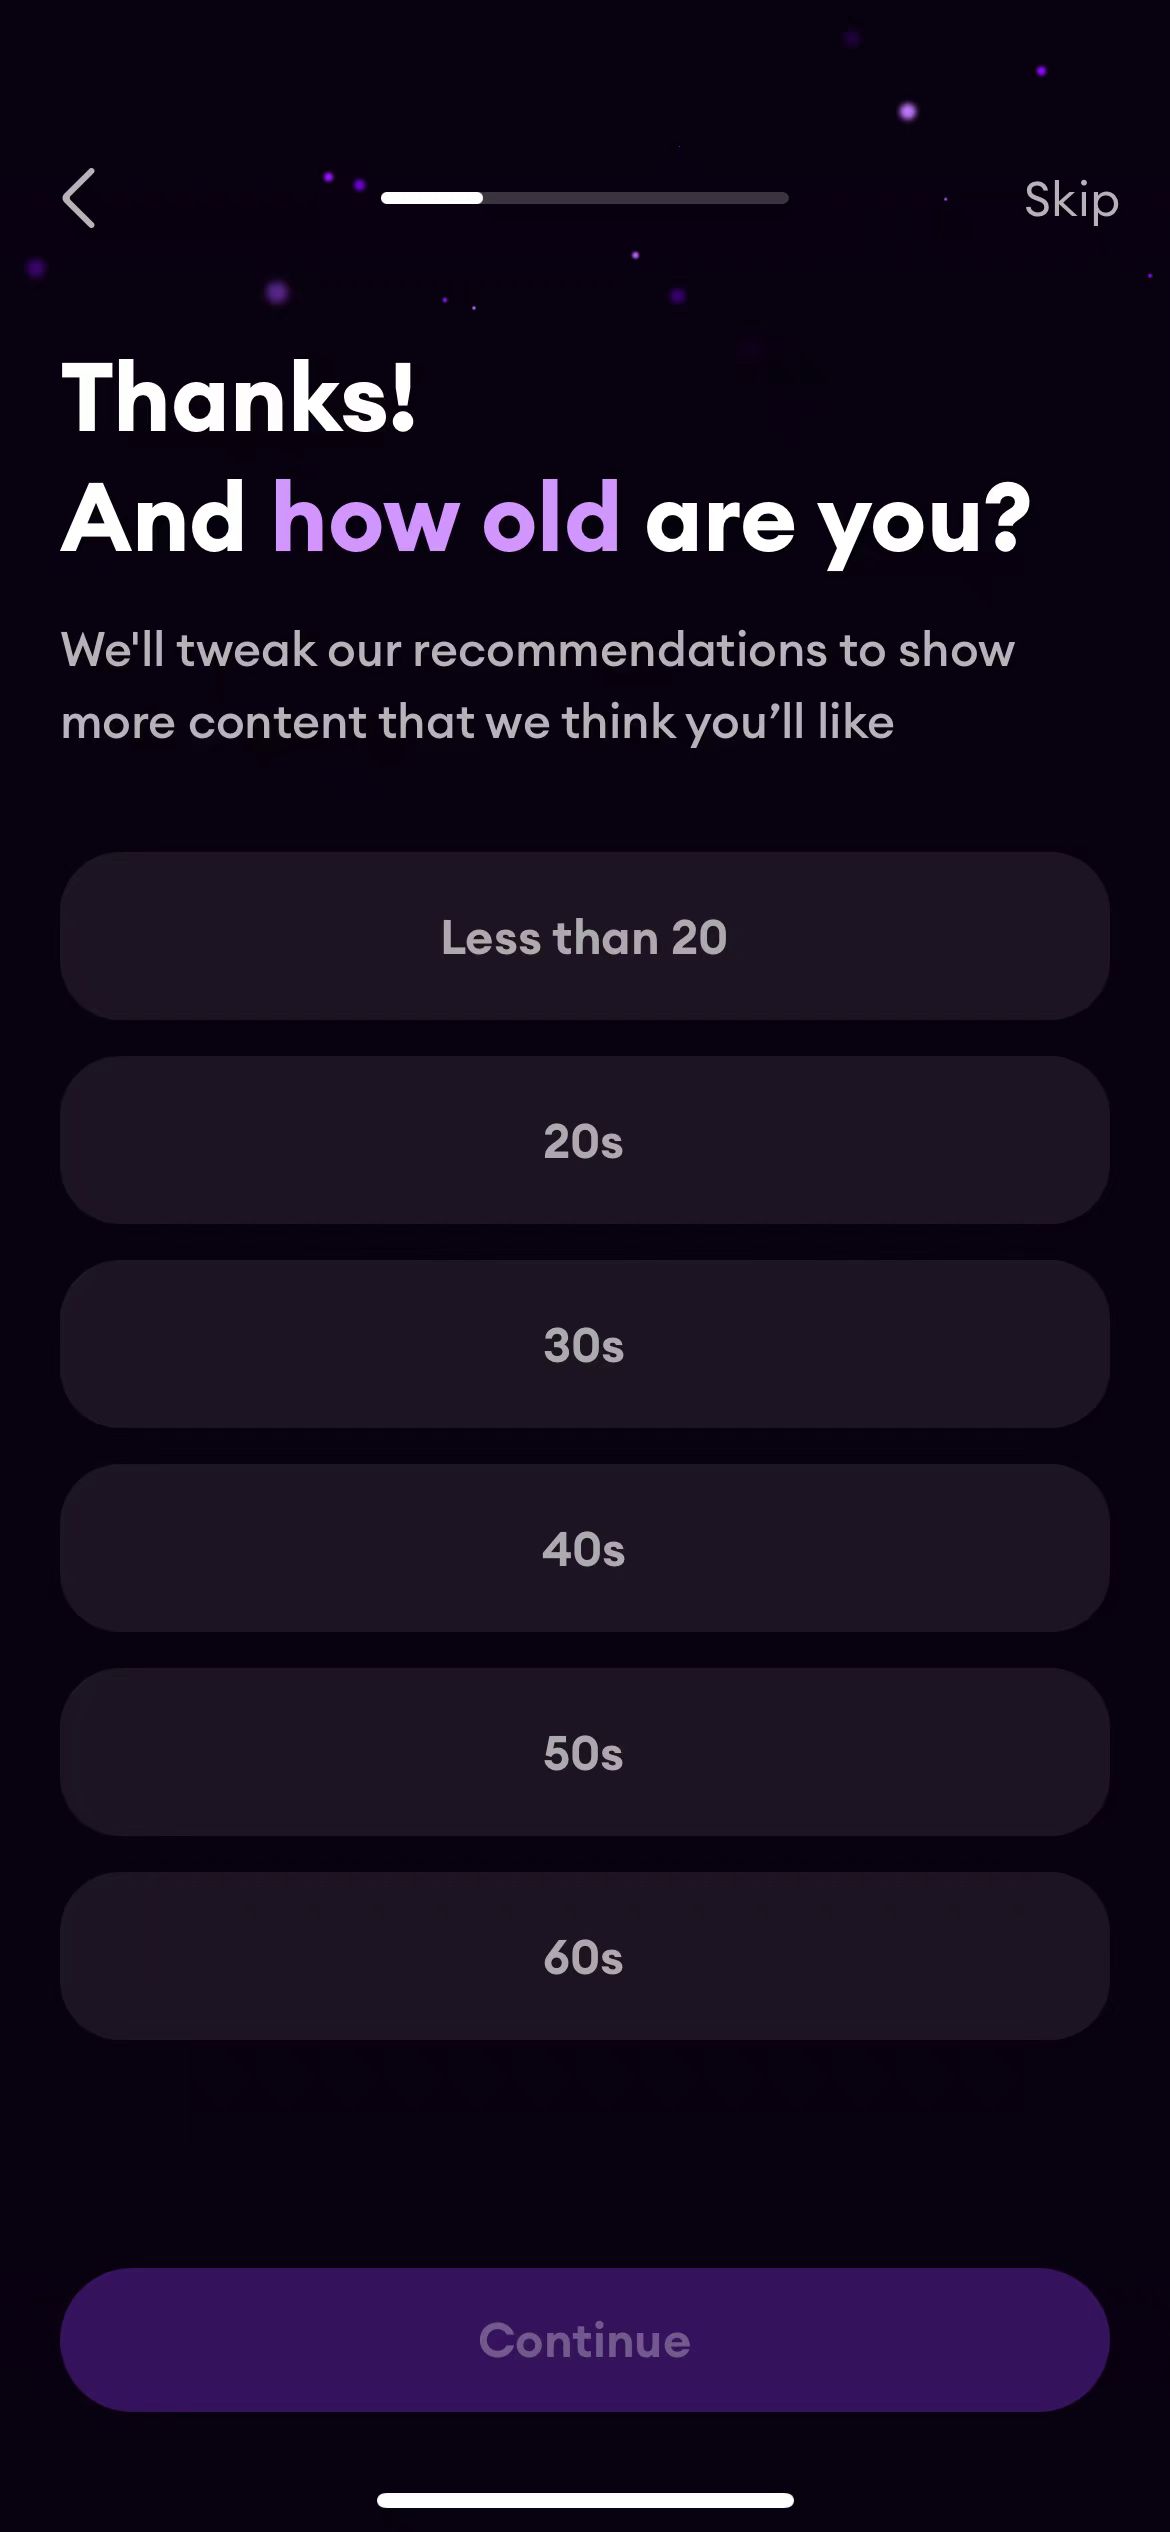 Skip
Thanks!
And how old are you?
We'll tweak our recommendations to show
more content that we think you’ll like
Less than 20
20s
30s
40s
50s
60s
Continue